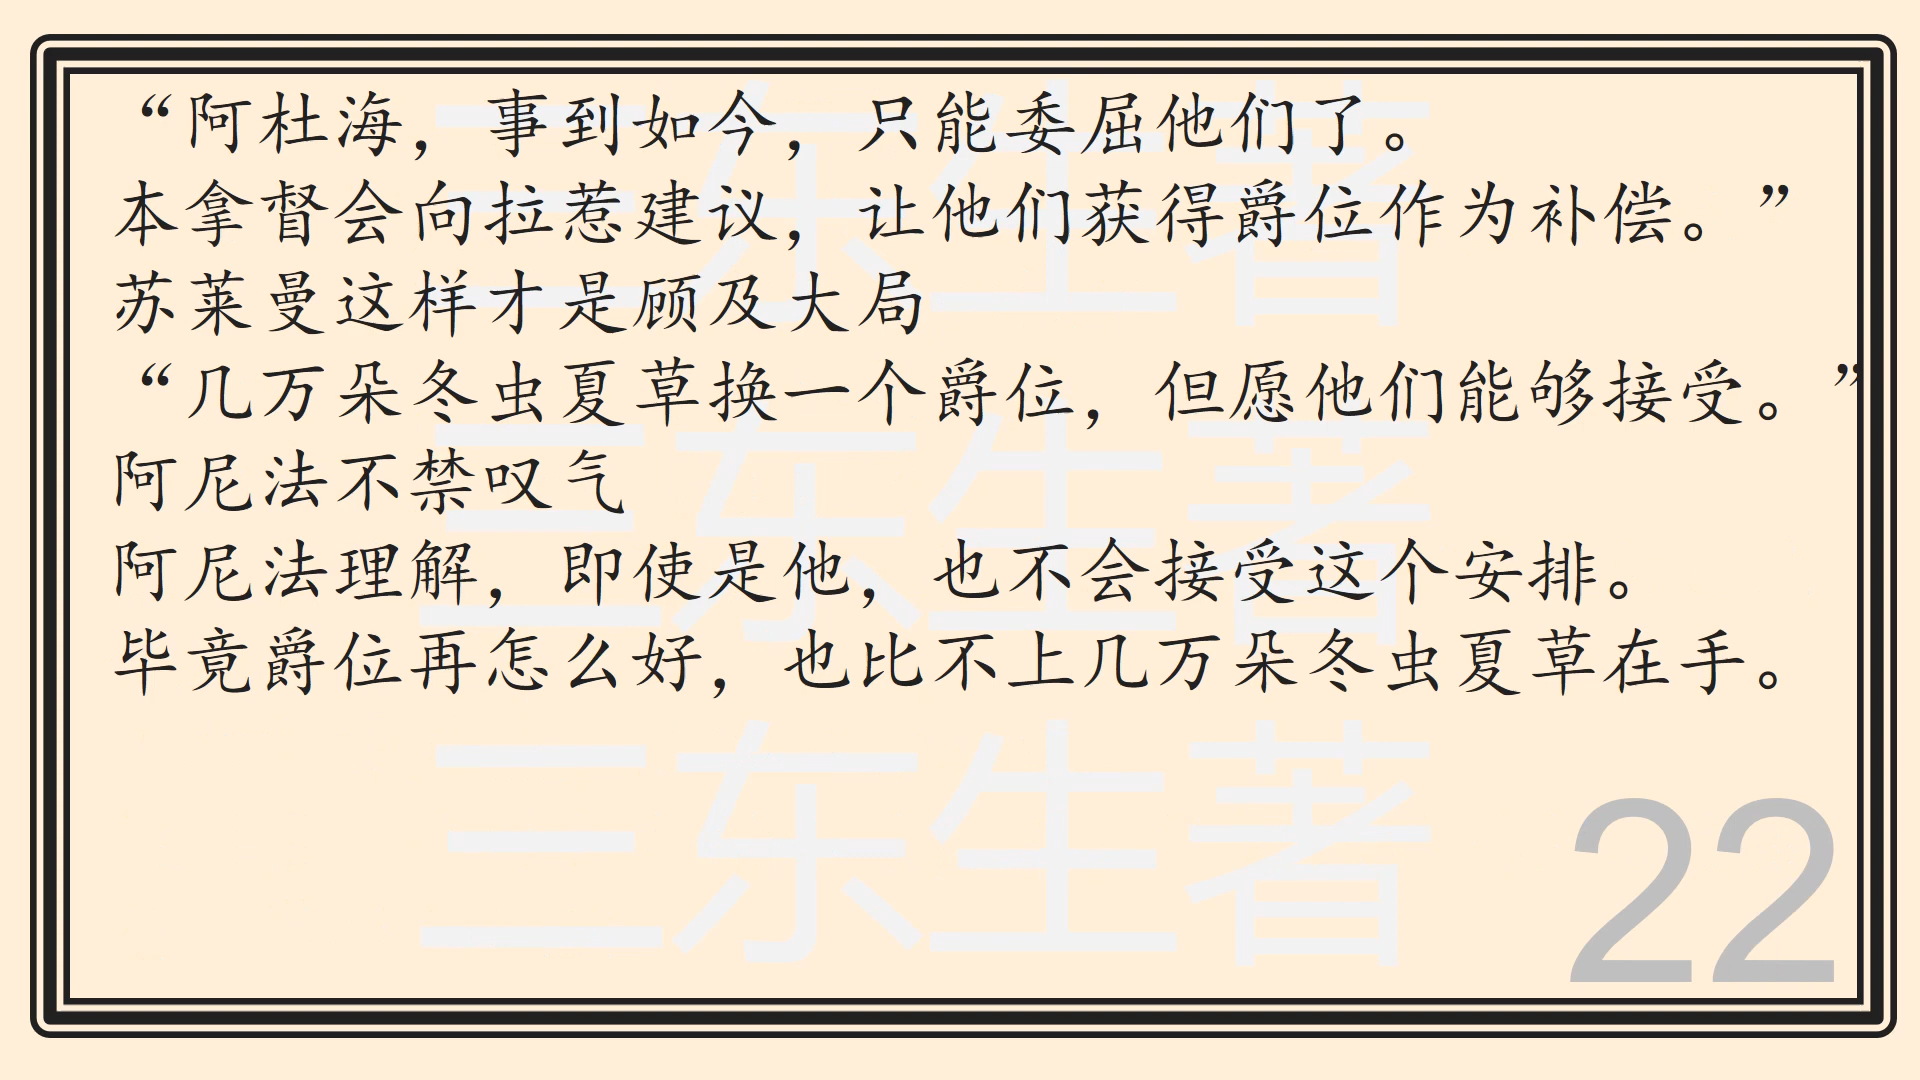 “阿杜海，事到如今，只能委屈他们了。
本拿督会向拉惹建议，让他们获得爵位作为补偿。”
苏莱曼这样才是顾及大局
“几万朵冬虫夏草换一个爵位，但愿他们能够接受。”
阿尼法不禁叹气
阿尼法理解，即使是他，也不会接受这个安排。
毕竟爵位再怎么好，也比不上几万朵冬虫夏草在手。
三东生著
三东生著
三东生著
22